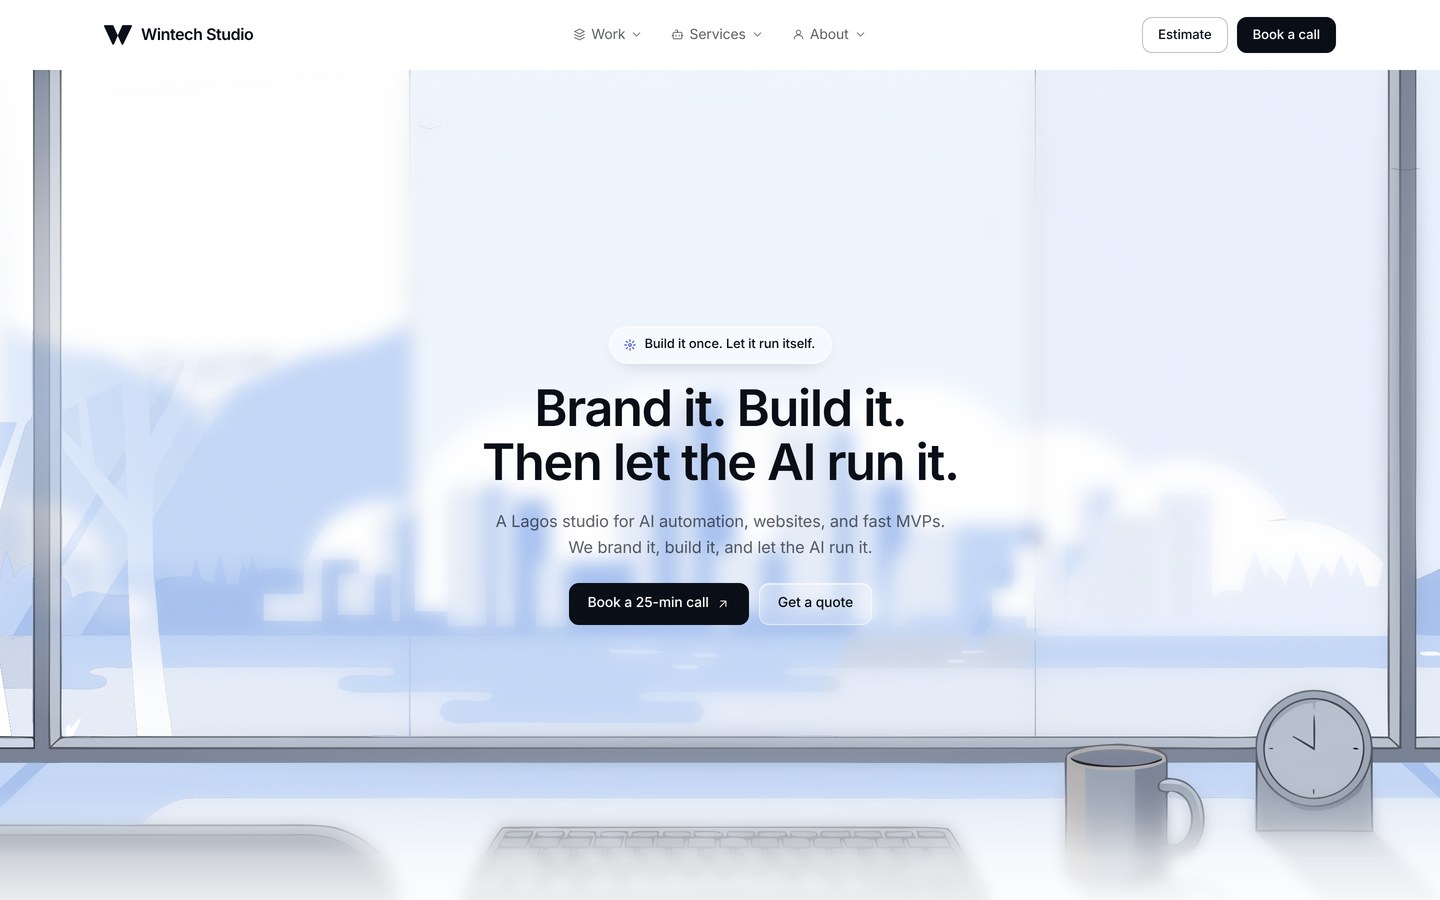 Wintech Studio
Work
Services
About
Estimate
Book a call
Build it once. Let it run itself.
Brand it. Build it.
Then let the AI run it.
A Lagos studio for AI automation, websites, and fast MVPs.
We brand it, build it, and let the AI run it.
Book a 25-min call
Get a quote